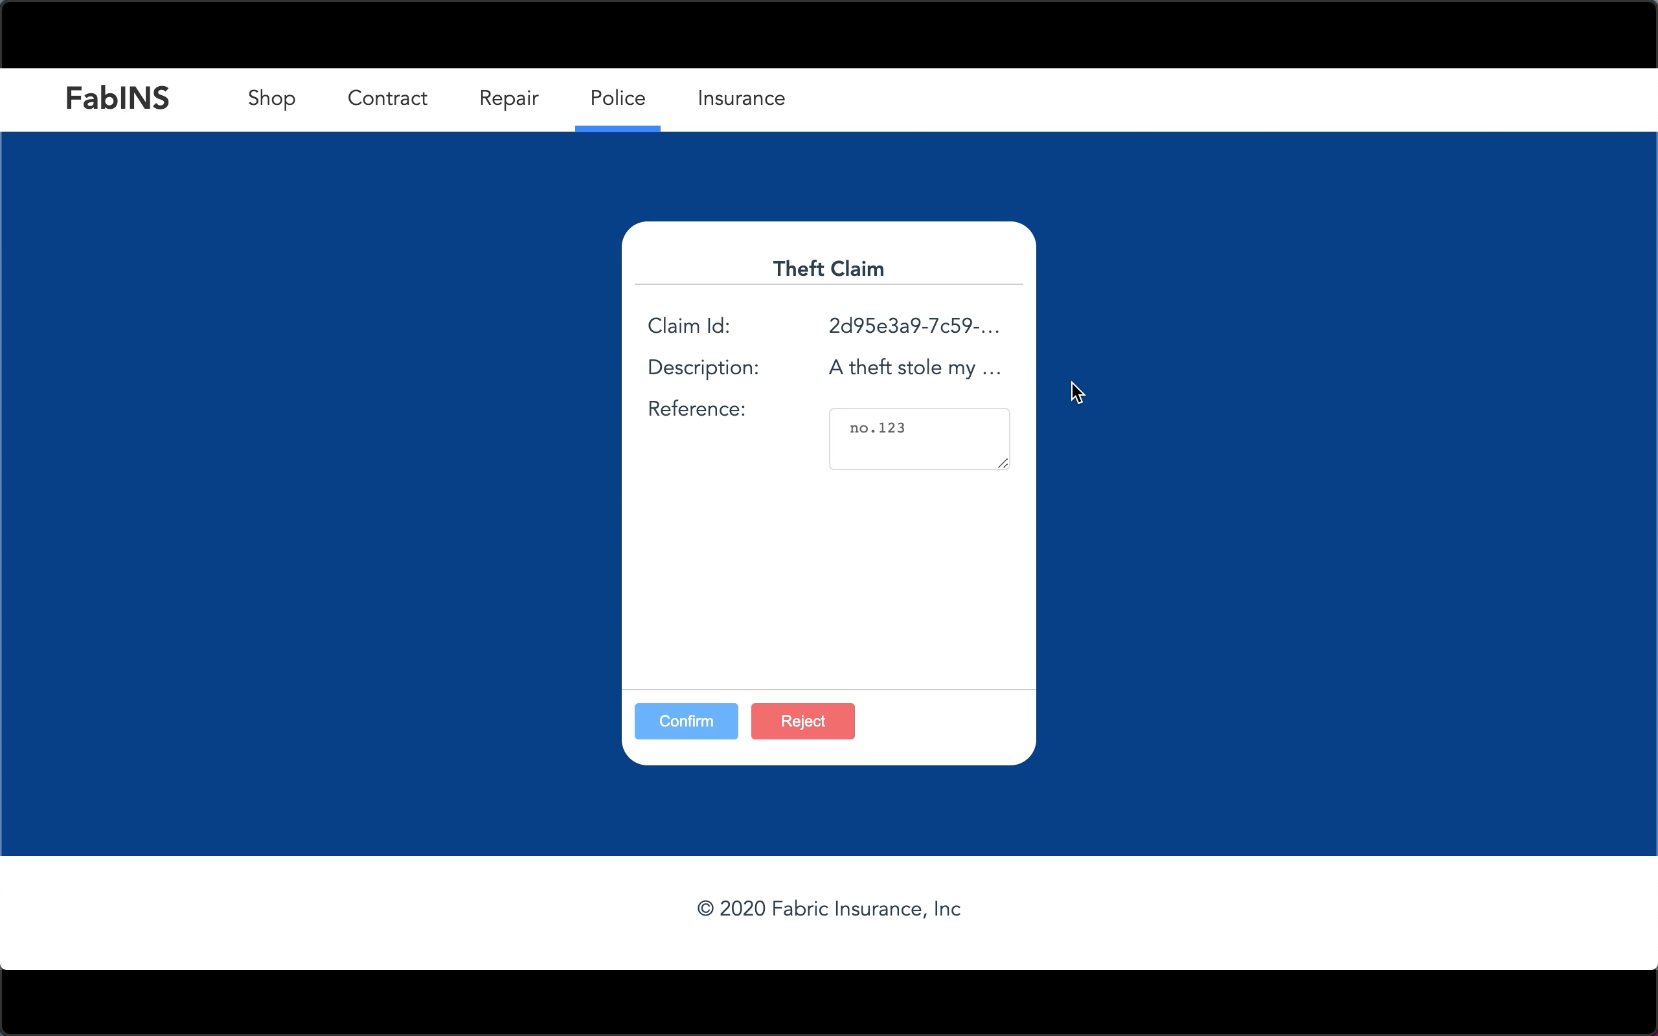 FabINS Shop Contract Repair Police Insurance
Theft Claim
Claim Id: 2d95e3a9-7c59-...
Description: A theft stole my ...
Reference: no.123
Confirm Reject
© 2020 Fabric Insurance, Inc